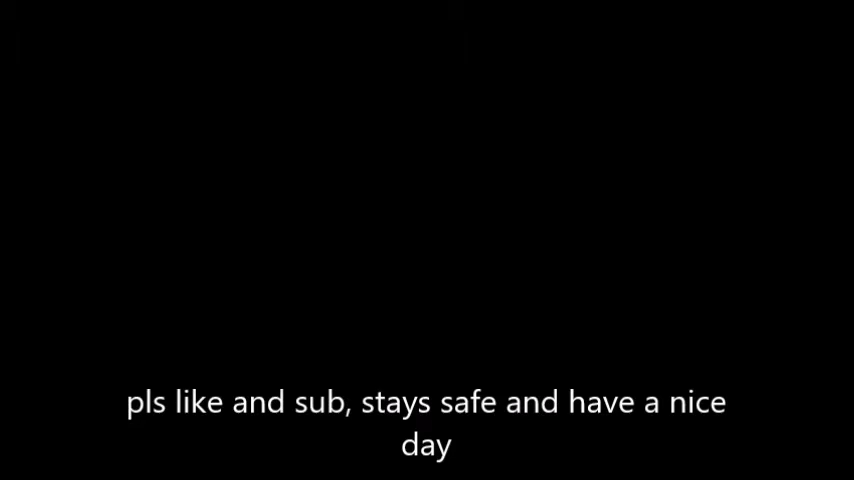 pls like and sub, stays safe and have a nice
day